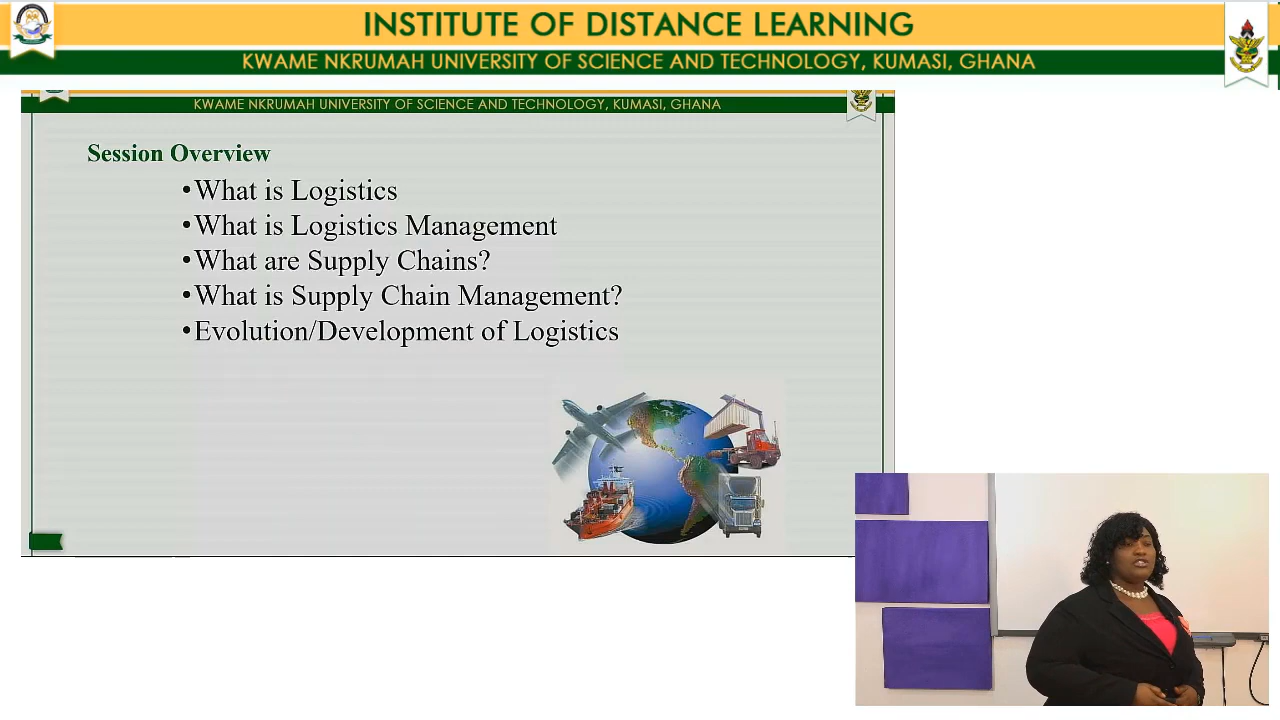 INSTITUTE OF DISTANCE LEARNING
KWAME NKRUMAH UNIVERSITY OF SCIENCE AND TECHNOLOGY, KUMASI, GHANA
KWAME NKRUMAH UNIVERSITY OF SCIENCE AND TECHNOLOGY, KUMASI, GHANA
Session Overview
•What is Logistics
•What is Logistics Management
•What are Supply Chains?
•What is Supply Chain Management?
•Evolution/Development of Logistics